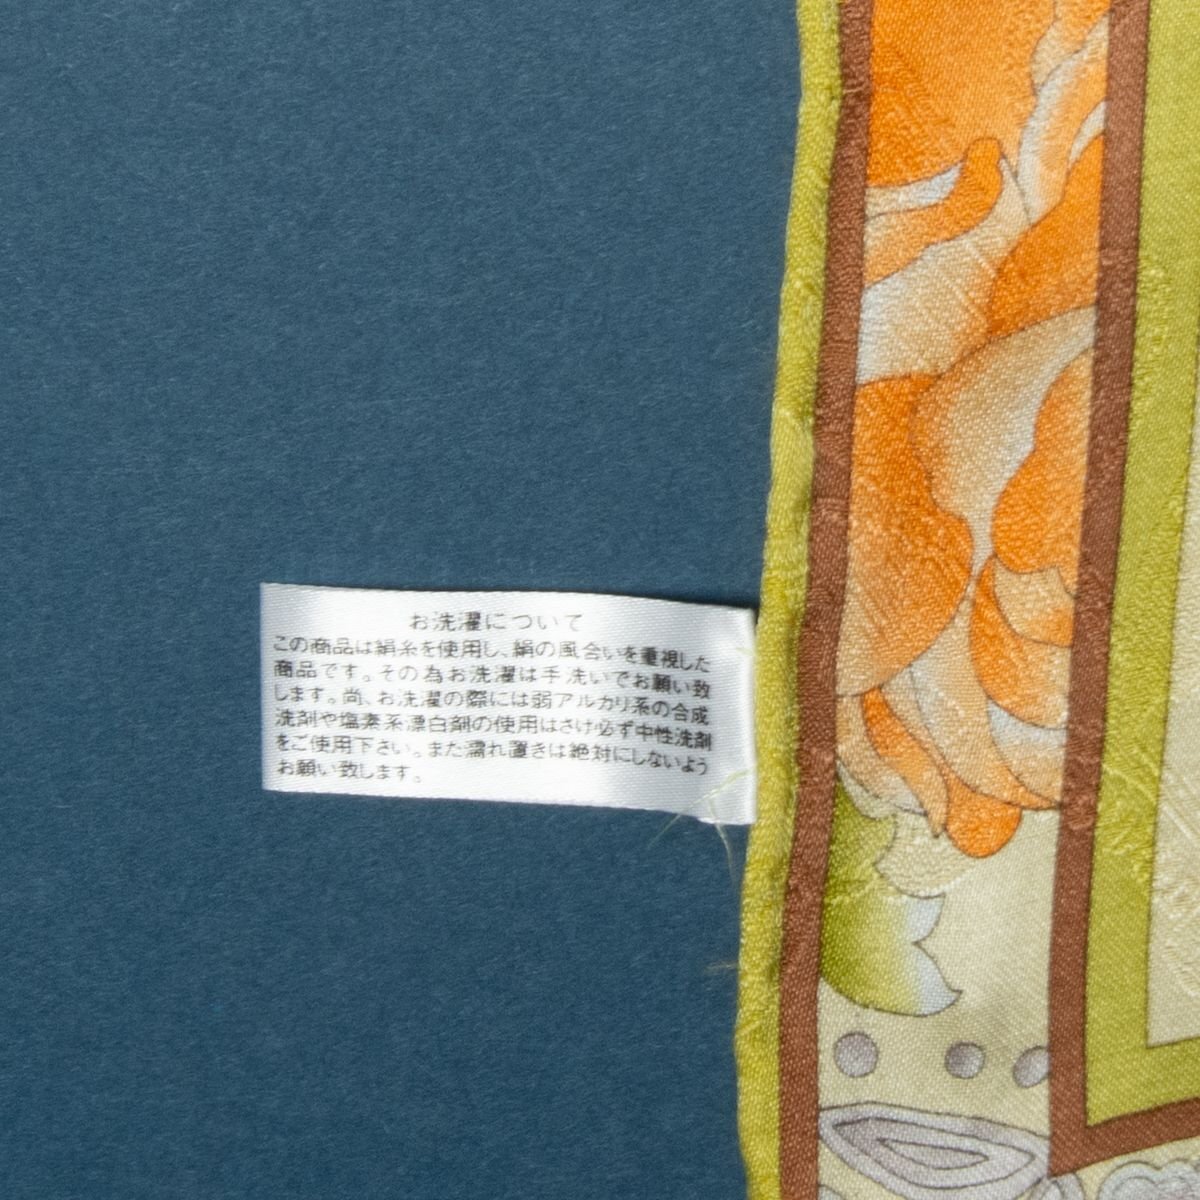 お洗濯について
この商品は絹糸を使用し、絹の風合いを重視した
商品です。その為お洗濯は手洗いでお願い致
します。尚、お洗濯の際には弱アルカリ系の合成
洗剤や塩素系漂白剤の使用はさけ必ず中性洗剤
をご使用下さい。また濡れ置きは絶対にしないよう
お願い致します。